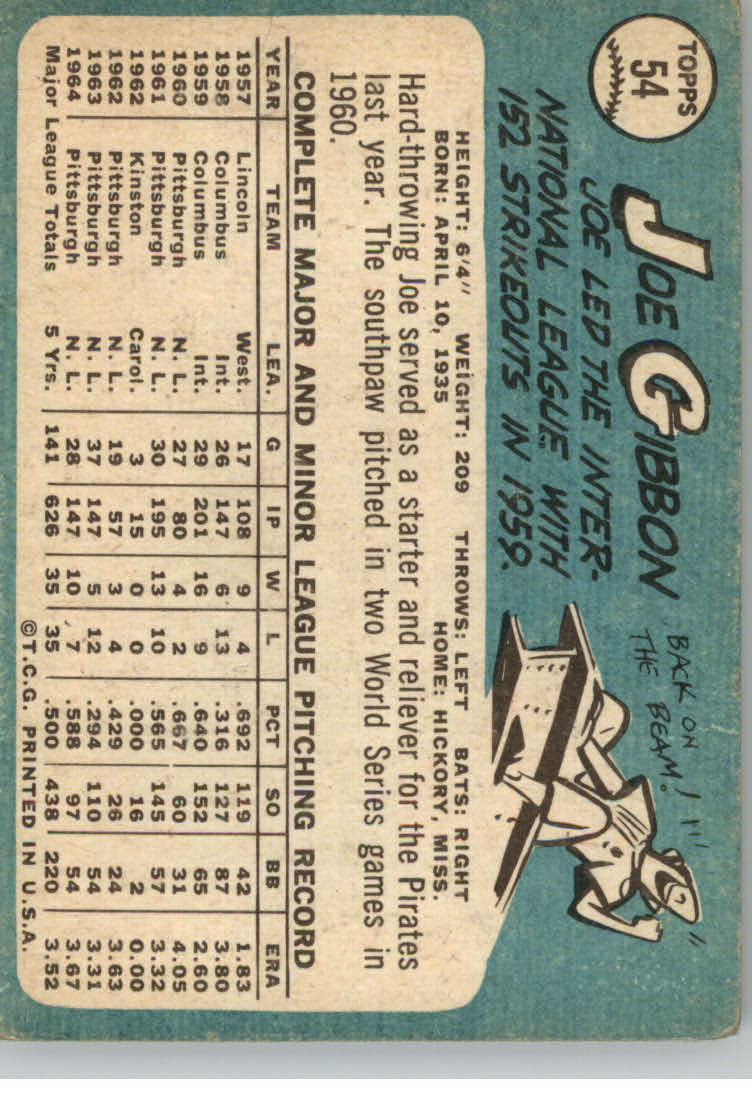 TOPPS
54
JOE GIBBON
JOE LED THE INTER-
NATIONAL LEAGUE WITH
152 STRIKEOUTS IN 1959.
BACK ON
THE BEAM!
HEIGHT: 6'4" WEIGHT: 209 THROWS: LEFT BATS: RIGHT
BORN: APRIL 10, 1935 HOME: HICKORY, MISS.
Hard-throwing Joe served as a starter and reliever for the Pirates
last year. The southpaw pitched in two World Series games in
1960.
COMPLETE MAJOR AND MINOR LEAGUE PITCHING RECORD
YEAR TEAM LEA. G IP W L PCT SO BB ERA
1957 Lincoln West. 17 108 9 4 .692 119 42 1.83
1958 Columbus Int. 26 147 6 13 .316 127 87 3.80
1959 Columbus Int. 29 201 16 9 .640 152 65 2.60
1960 Pittsburgh N. L. 27 80 4 2 .667 60 31 4.05
1961 Pittsburgh N. L. 30 195 13 10 .565 145 57 3.32
1962 Kinston Carol. 3 15 0 0 .000 16 2 0.00
1962 Pittsburgh N. L. 19 57 3 4 .429 26 24 3.63
1963 Pittsburgh N. L. 37 147 5 12 .294 110 54 3.31
1964 Pittsburgh N. L. 28 147 10 7 .588 97 54 3.67
Major League Totals 5 Yrs. 141 626 35 35 .500 438 220 3.52
©T.C.G. PRINTED IN U.S.A.